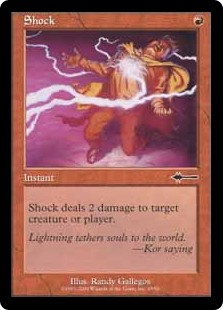 Shock
Instant
Shock deals 2 damage to target
creature or player.
Lightning tethers souls to the world.
—Kor saying
Illus. Randy Gallegos